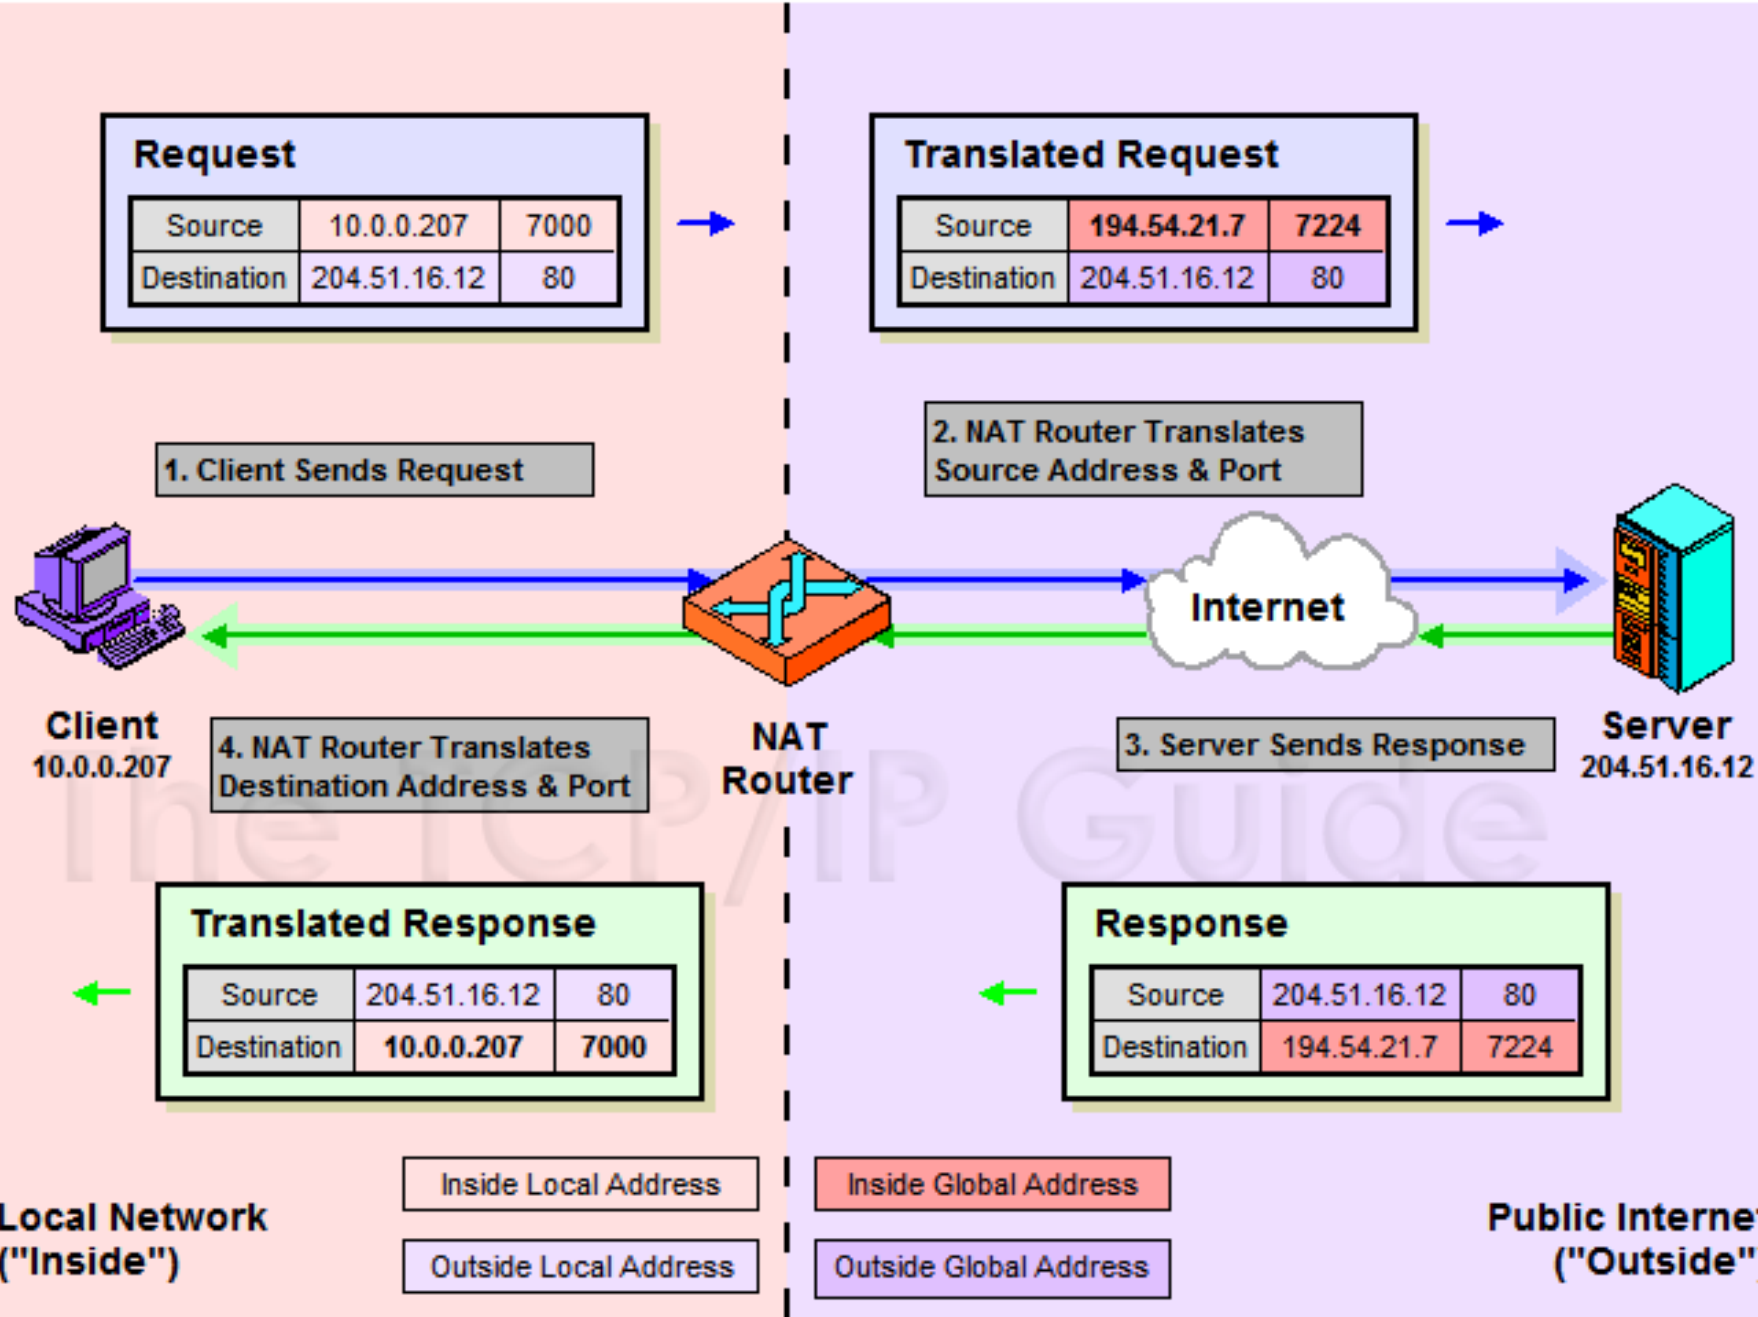 Request
Source 10.0.0.207 7000
Destination 204.51.16.12 80
Translated Request
Source 194.54.21.7 7224
Destination 204.51.16.12 80
1. Client Sends Request
2. NAT Router Translates
Source Address & Port
Internet
Client
10.0.0.207
4. NAT Router Translates
Destination Address & Port
NAT
Router
3. Server Sends Response
Server
204.51.16.12
The TCP/IP Guide
Translated Response
Source 204.51.16.12 80
Destination 10.0.0.207 7000
Response
Source 204.51.16.12 80
Destination 194.54.21.7 7224
Local Network
("Inside")
Inside Local Address
Outside Local Address
Inside Global Address
Outside Global Address
Public Internet
("Outside")